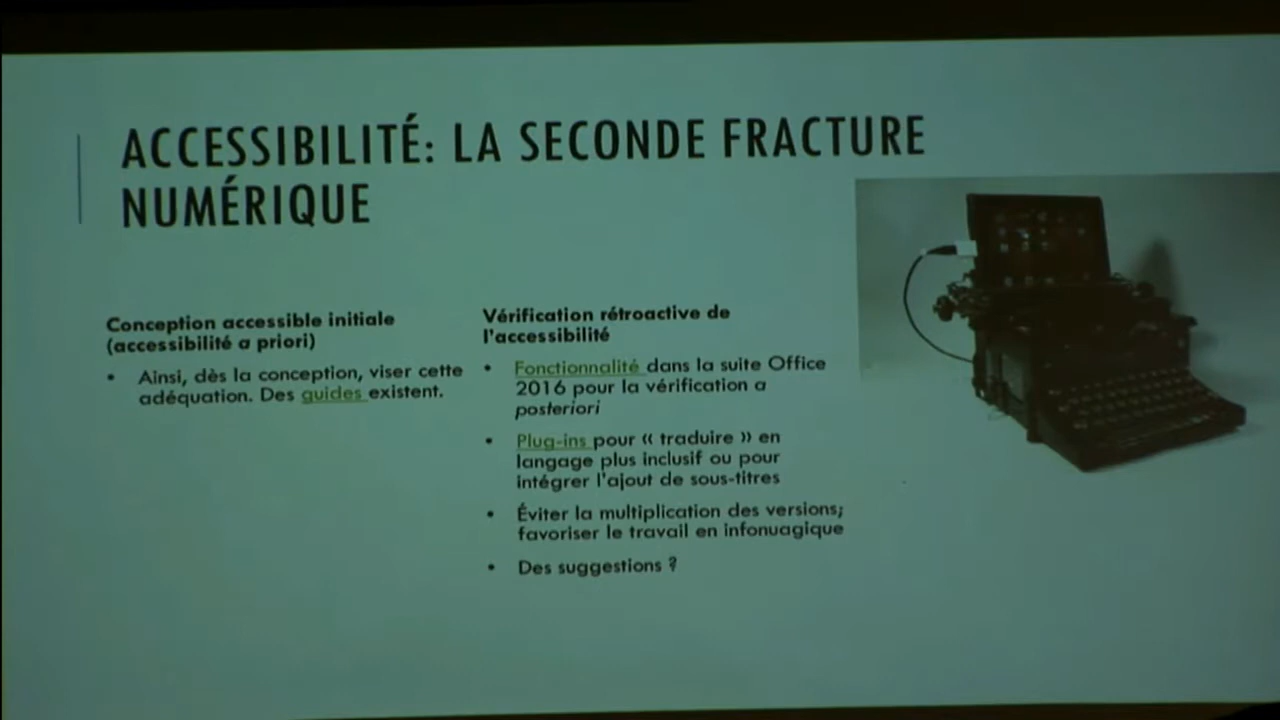 ACCESSIBILITÉ: LA SECONDE FRACTURE
NUMÉRIQUE
Conception accessible initiale
(accessibilité a priori)
• Ainsi, dès la conception, viser cette
adéquation. Des guides existent.
Vérification rétroactive de
l'accessibilité
• Fonctionnalité dans la suite Office
2016 pour la vérification a
posteriori
• Plug-ins pour « traduire » en
langage plus inclusif ou pour
intégrer l'ajout de sous-titres
• Éviter la multiplication des versions;
favoriser le travail en infonuagique
• Des suggestions ?